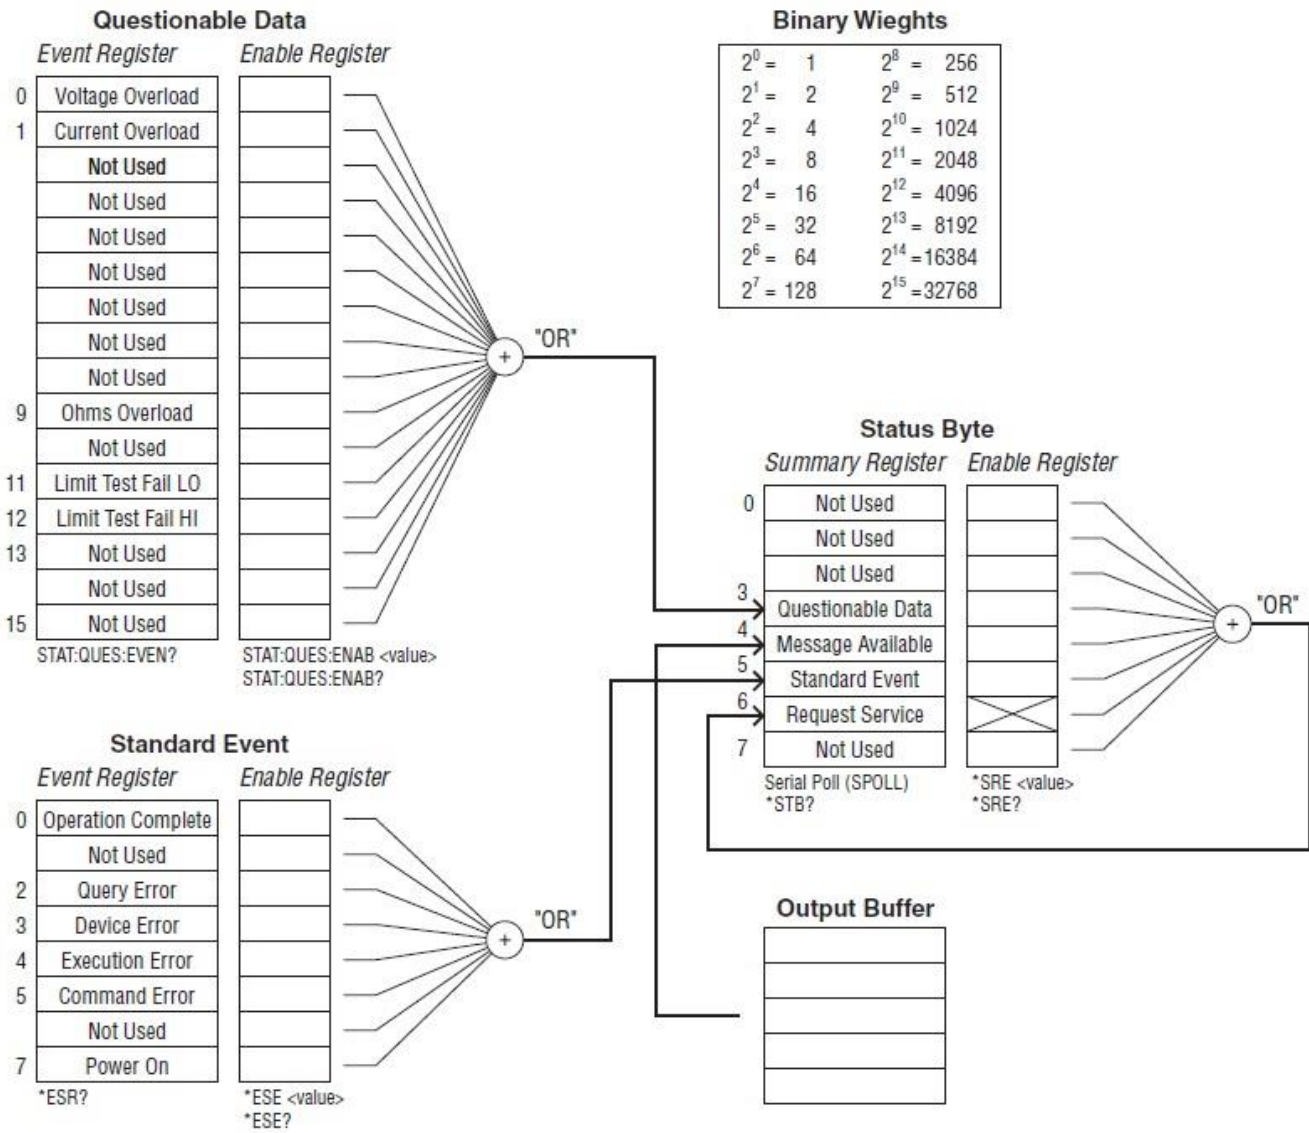 Questionable Data
Event Register Enable Register
0 Voltage Overload
1 Current Overload
Not Used
Not Used
Not Used
Not Used
Not Used
Not Used
Not Used
9 Ohms Overload
Not Used
11 Limit Test Fail LO
12 Limit Test Fail HI
13 Not Used
Not Used
15 Not Used
STAT:QUES:EVEN? STAT:QUES:ENAB <value>
STAT:QUES:ENAB?
"OR"
+
Binary Wieghts
2^0 = 1 2^8 = 256
2^1 = 2 2^9 = 512
2^2 = 4 2^10 = 1024
2^3 = 8 2^11 = 2048
2^4 = 16 2^12 = 4096
2^5 = 32 2^13 = 8192
2^6 = 64 2^14 =16384
2^7 = 128 2^15 =32768
Status Byte
Summary Register Enable Register
0 Not Used
Not Used
Not Used
3 Questionable Data
4 Message Available
5 Standard Event
6 Request Service
7 Not Used
Serial Poll (SPOLL) *SRE <value>
*STB? *SRE?
"OR"
+
Standard Event
Event Register Enable Register
0 Operation Complete
Not Used
2 Query Error
3 Device Error
4 Execution Error
5 Command Error
Not Used
7 Power On
*ESR? *ESE <value>
*ESE?
"OR"
+
Output Buffer